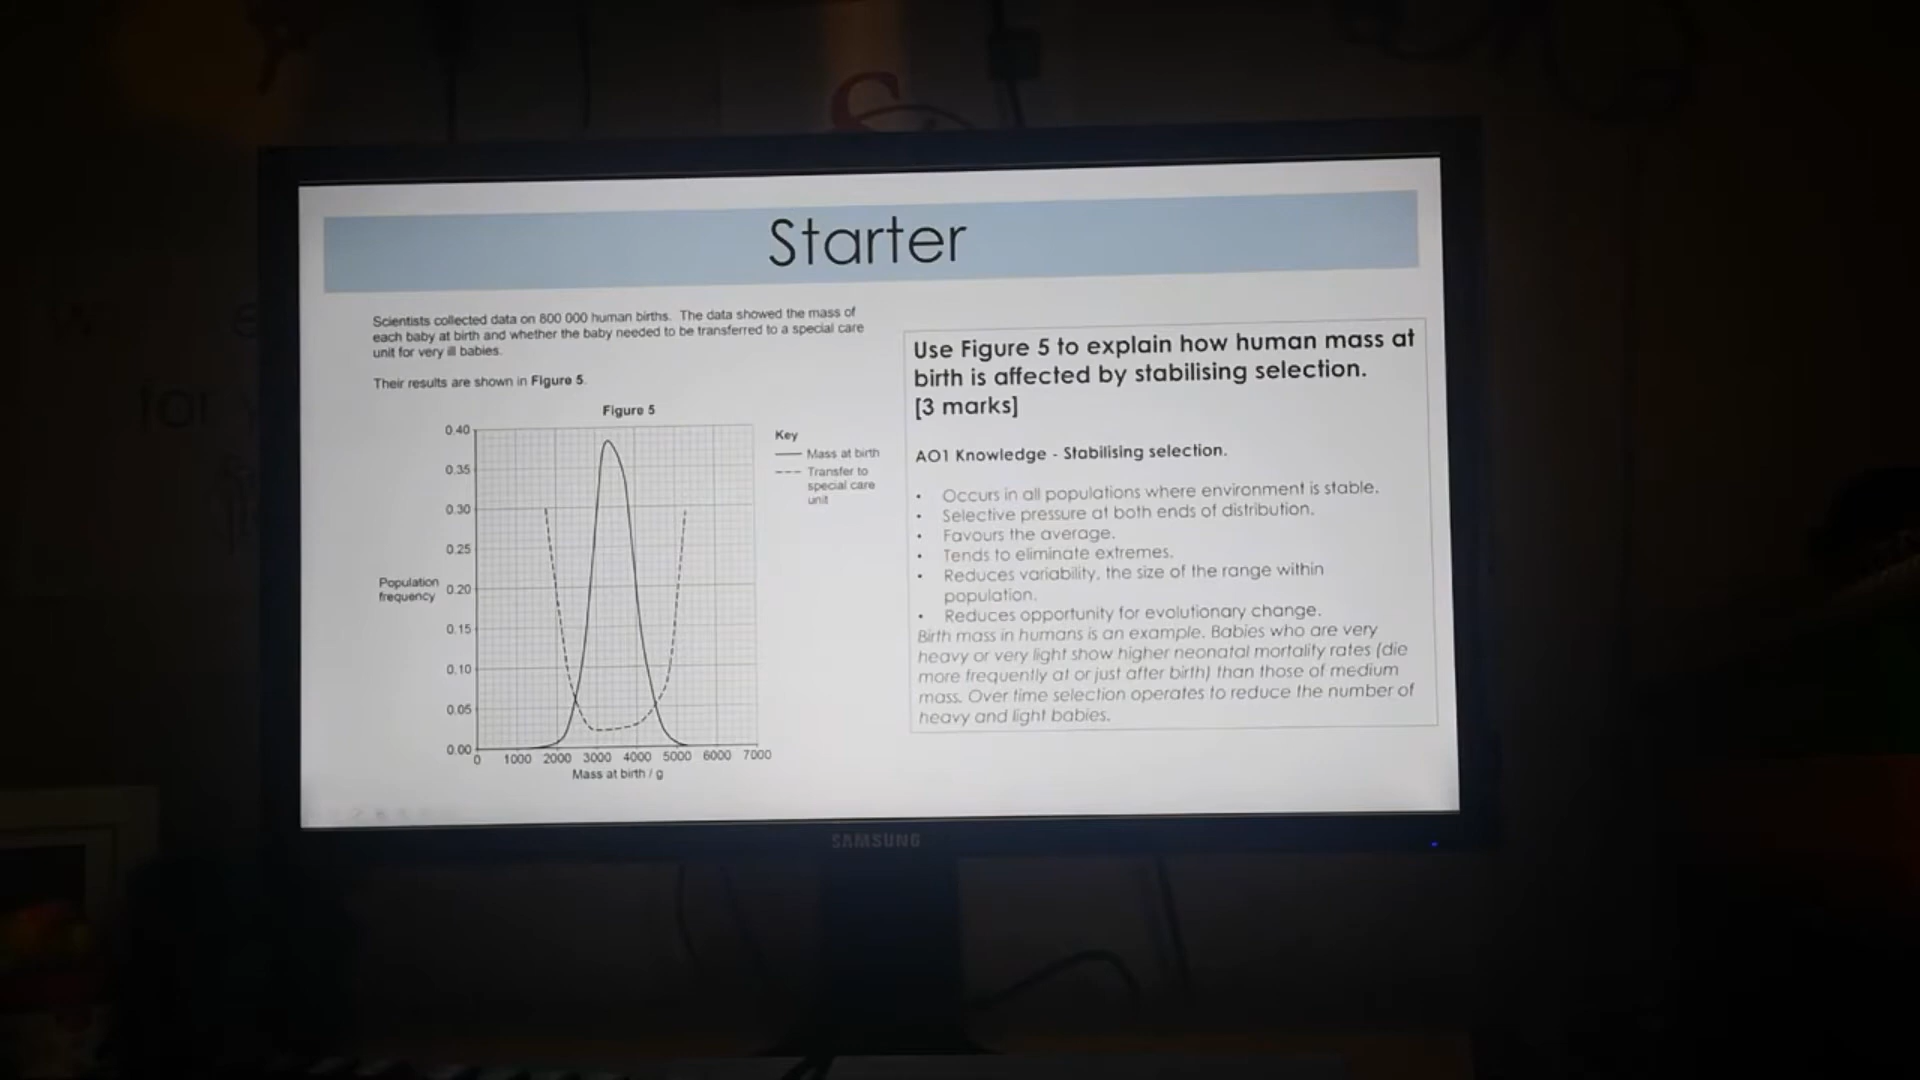 Starter
Scientists collected data on 800 000 human births. The data showed the mass of
each baby at birth and whether the baby needed to be transferred to a special care
unit for very ill babies.
Their results are shown in Figure 5.
Figure 5
0.40
0.35
0.30
0.25
Population
frequency
0.20
0.15
0.10
0.05
0.00
0 1000 2000 3000 4000 5000 6000 7000
Mass at birth / g
Key
Mass at birth
Transfer to
special care
unit
Use Figure 5 to explain how human mass at
birth is affected by stabilising selection.
[3 marks]
AO1 Knowledge - Stabilising selection.
• Occurs in all populations where environment is stable.
• Selective pressure at both ends of distribution.
• Favours the average.
• Tends to eliminate extremes.
• Reduces variability, the size of the range within
population.
• Reduces opportunity for evolutionary change.
Birth mass in humans is an example. Babies who are very
heavy or very light show higher neonatal mortality rates (die
more frequently at or just after birth) than those of medium
mass. Over time selection operates to reduce the number of
heavy and light babies.
SAMSUNG